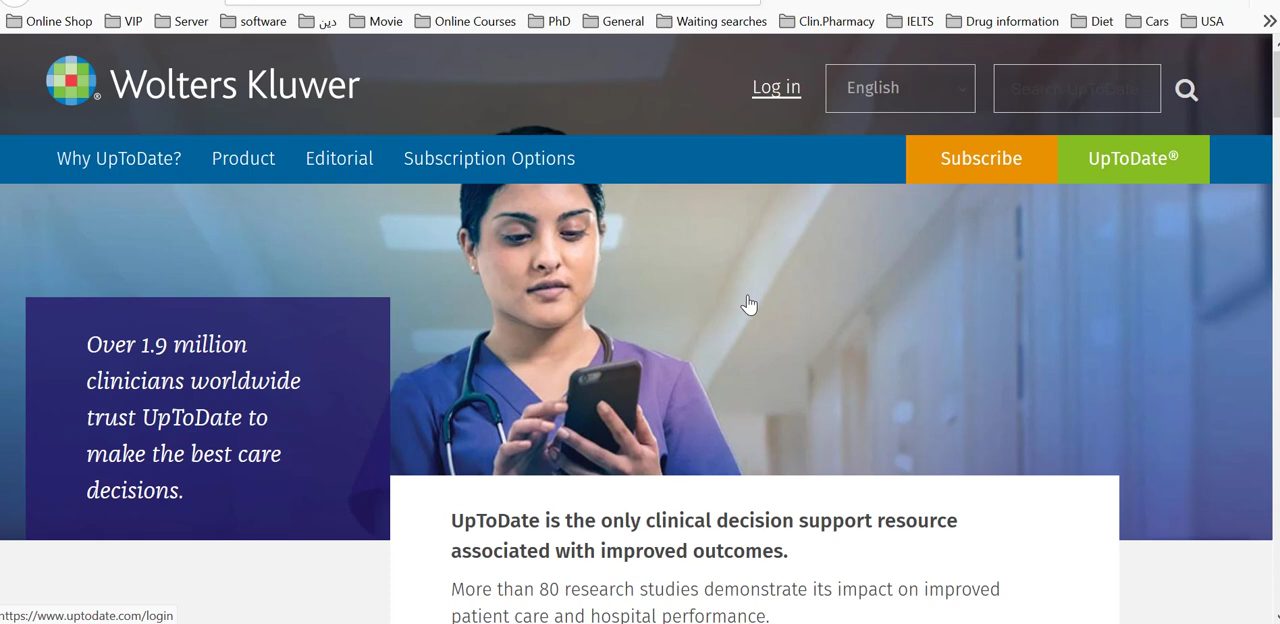 Online Shop VIP Server software دين Movie Online Courses PhD General Waiting searches Clin.Pharmacy IELTS Drug information Diet Cars USA
Wolters Kluwer
Log in English Search UpToDate
Why UpToDate? Product Editorial Subscription Options Subscribe UpToDate®
Over 1.9 million
clinicians worldwide
trust UpToDate to
make the best care
decisions.
UpToDate is the only clinical decision support resource
associated with improved outcomes.
More than 80 research studies demonstrate its impact on improved
patient care and hospital performance.
https://www.uptodate.com/login